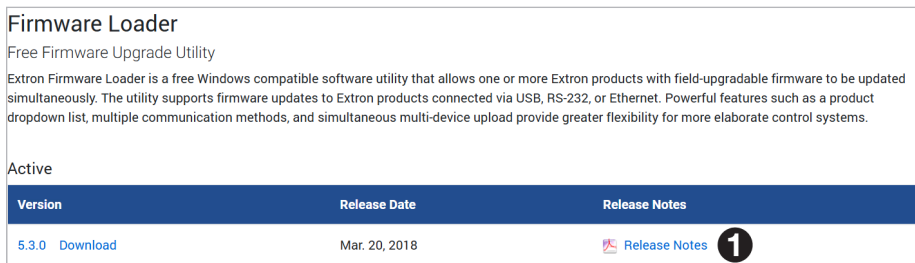 Firmware Loader
Free Firmware Upgrade Utility
Extron Firmware Loader is a free Windows compatible software utility that allows one or more Extron products with field-upgradable firmware to be updated
simultaneously. The utility supports firmware updates to Extron products connected via USB, RS-232, or Ethernet. Powerful features such as a product
dropdown list, multiple communication methods, and simultaneous multi-device upload provide greater flexibility for more elaborate control systems.
Active
Version Release Date Release Notes
5.3.0 Download Mar. 20, 2018 Release Notes 1